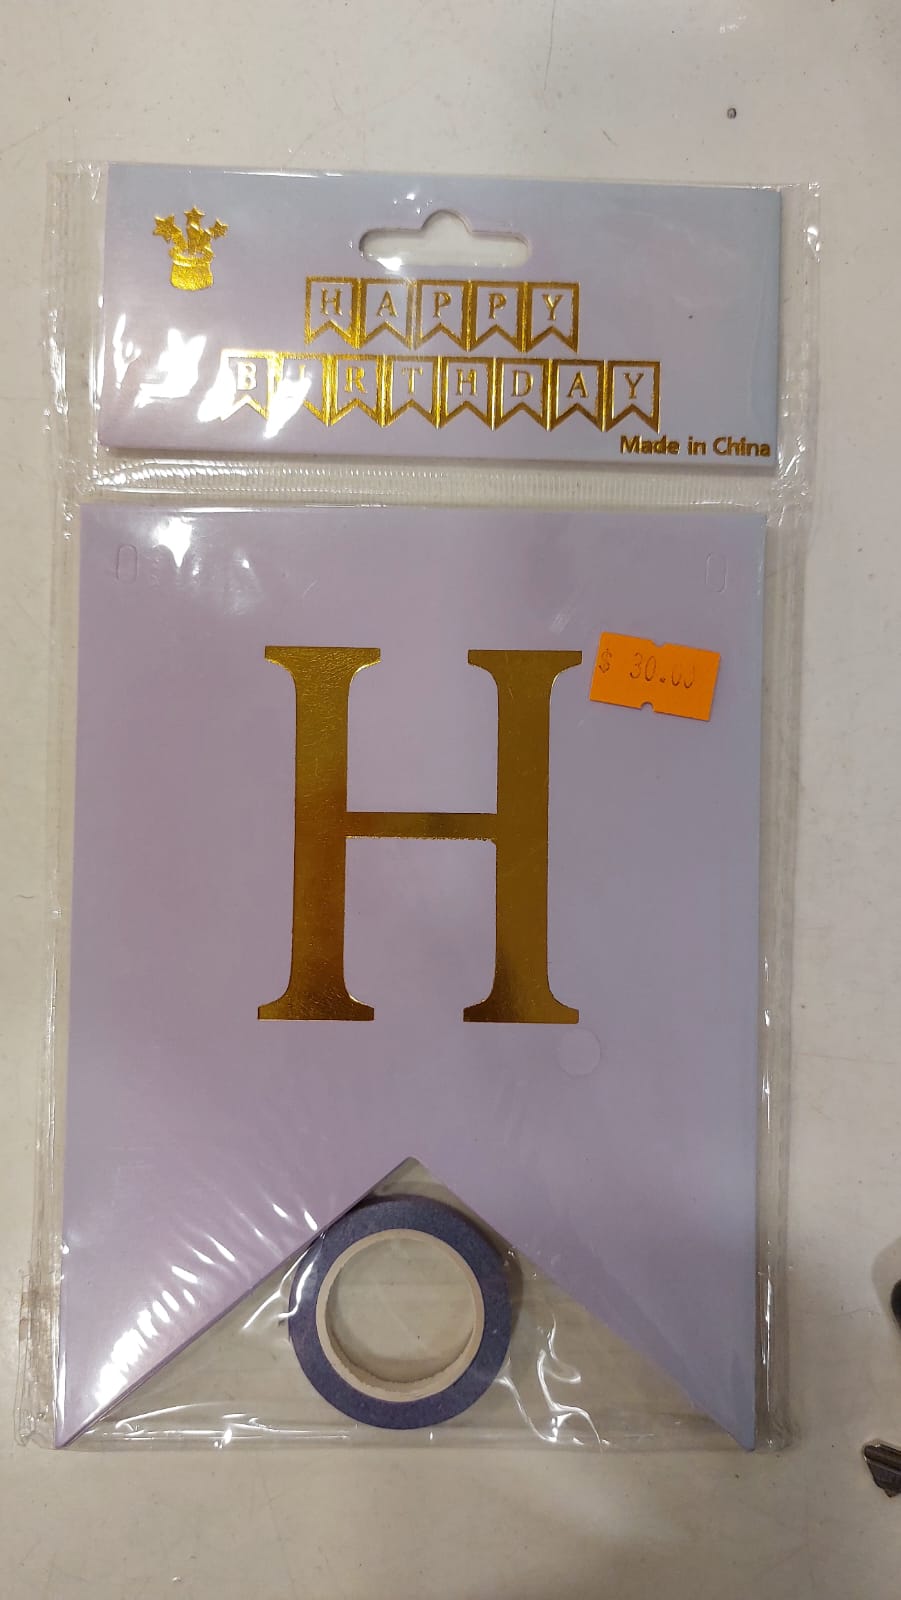 HAPPY
BIRTHDAY
Made in China
H
$ 30.00